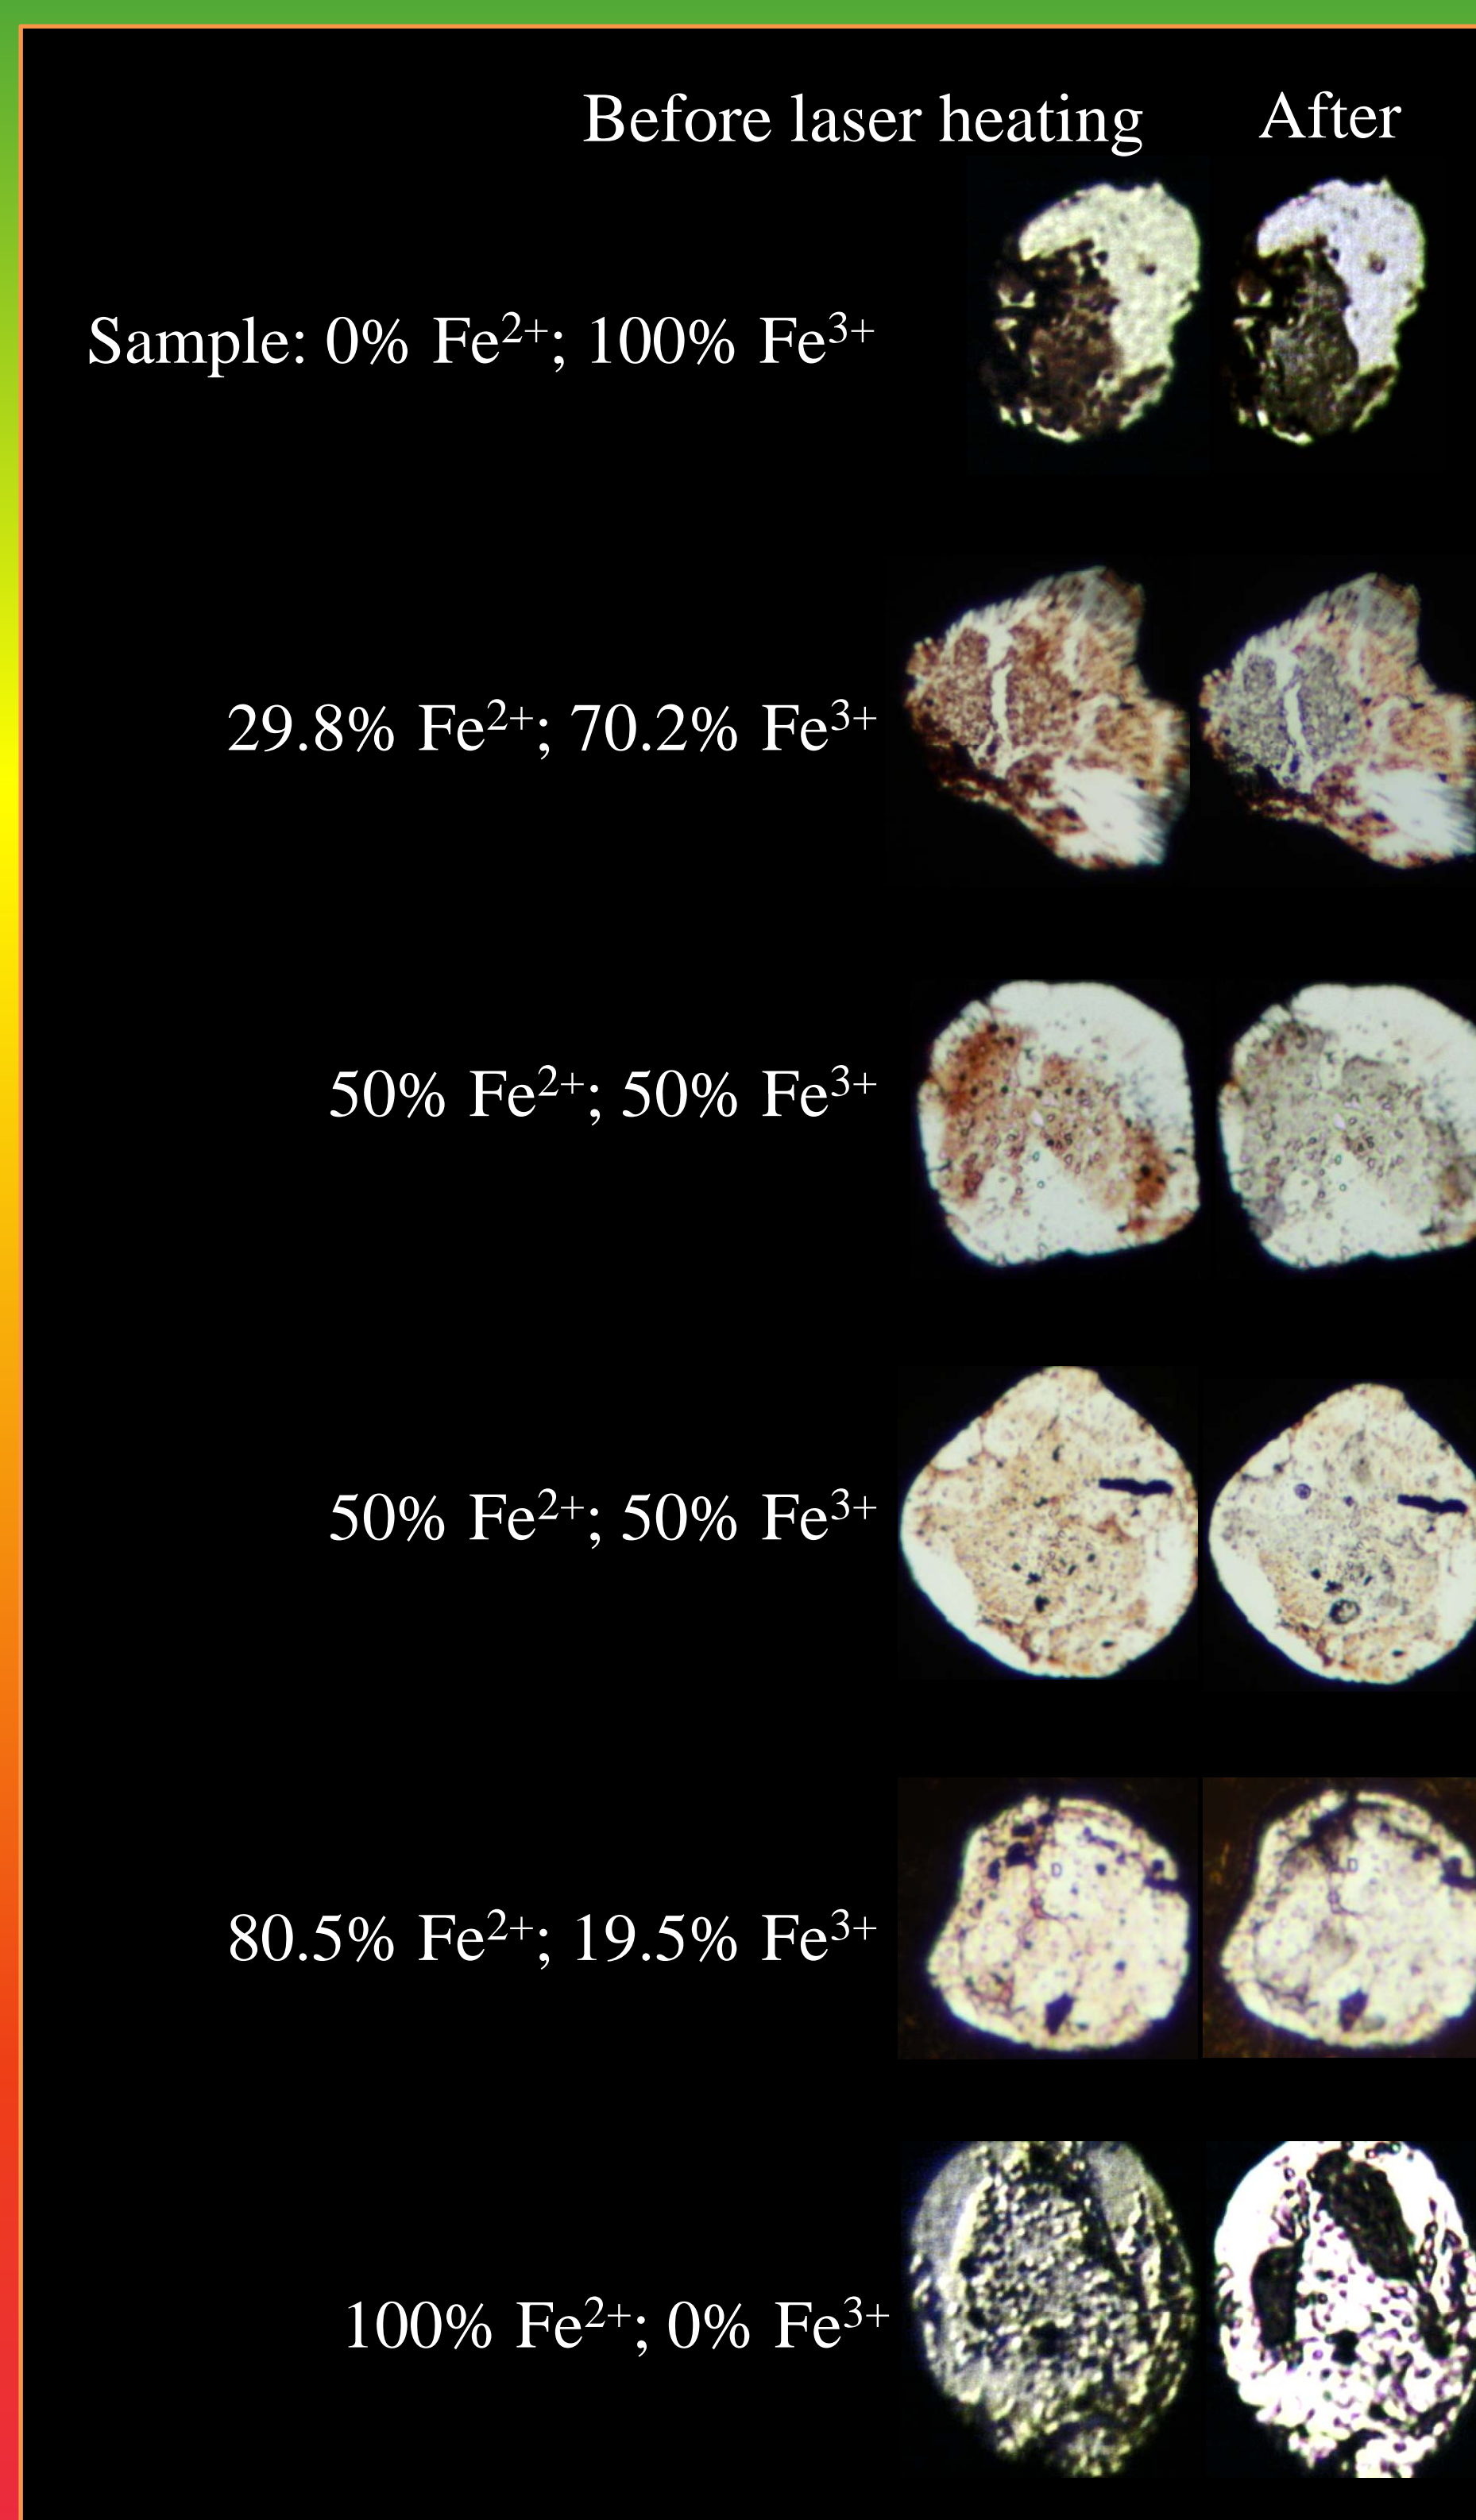 Before laser heating After
Sample: 0% Fe²⁺; 100% Fe³⁺
29.8% Fe²⁺; 70.2% Fe³⁺
50% Fe²⁺; 50% Fe³⁺
50% Fe²⁺; 50% Fe³⁺
D
D
80.5% Fe²⁺; 19.5% Fe³⁺
100% Fe²⁺; 0% Fe³⁺